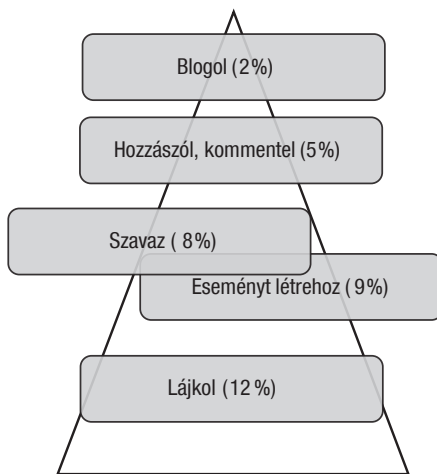 Blogol (2%)
Hozzászól, kommentel (5%)
Szavaz ( 8%)
Eseményt létrehoz ( 9%)
Lájkol (12%)